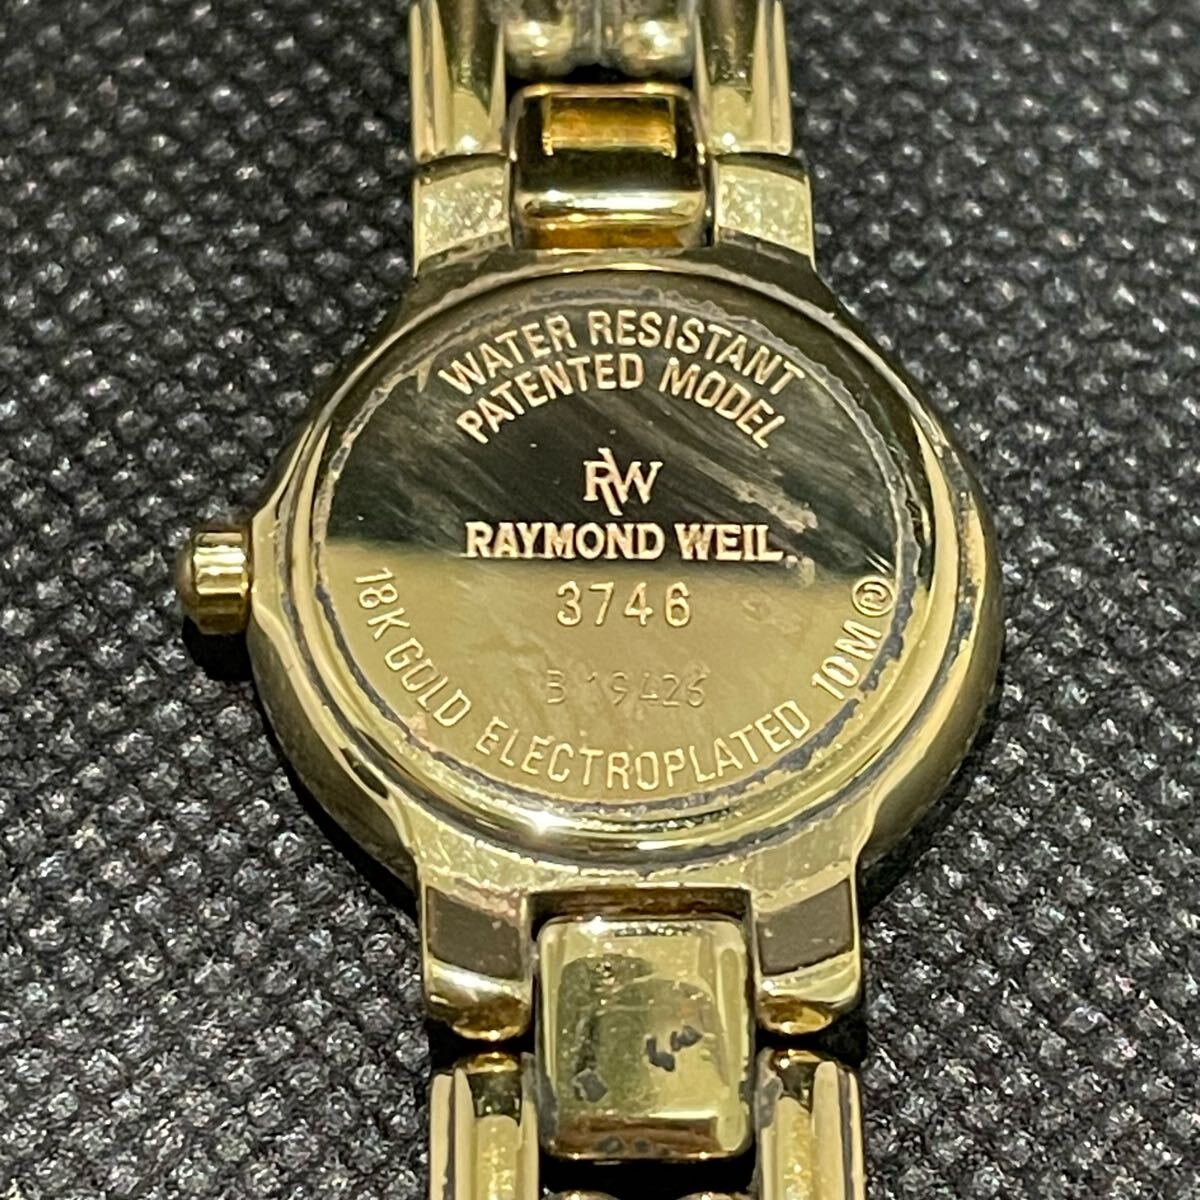 WATER RESISTANT
PATENTED MODEL
RW
RAYMOND WEIL
3746
B 19426
18K GOLD ELECTROPLATED 10M®